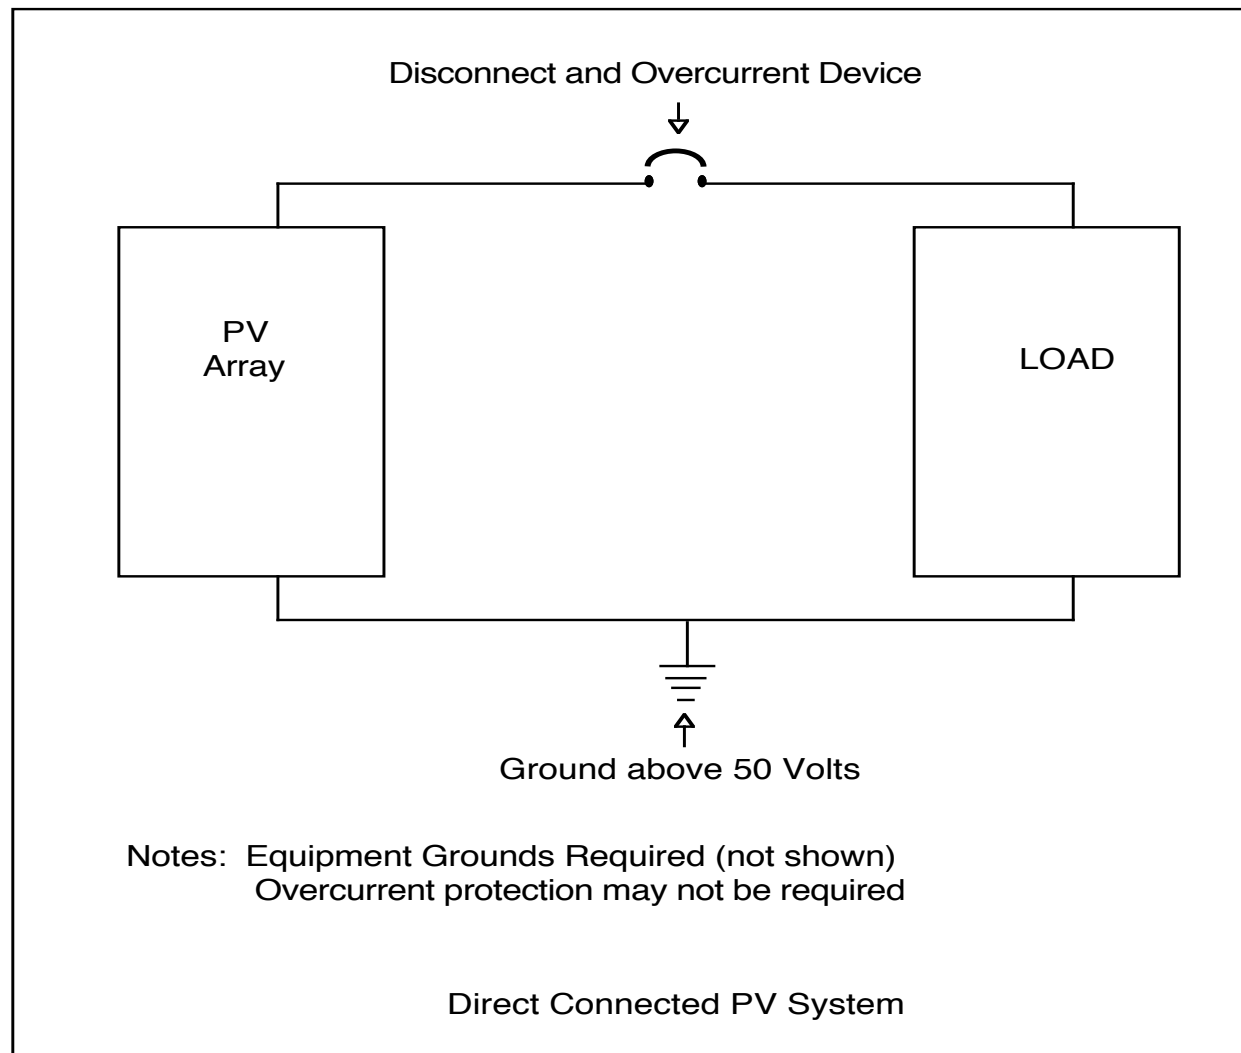 Disconnect and Overcurrent Device
PV
Array
LOAD
Ground above 50 Volts
Notes:  Equipment Grounds Required (not shown)
Overcurrent protection may not be required
Direct Connected PV System